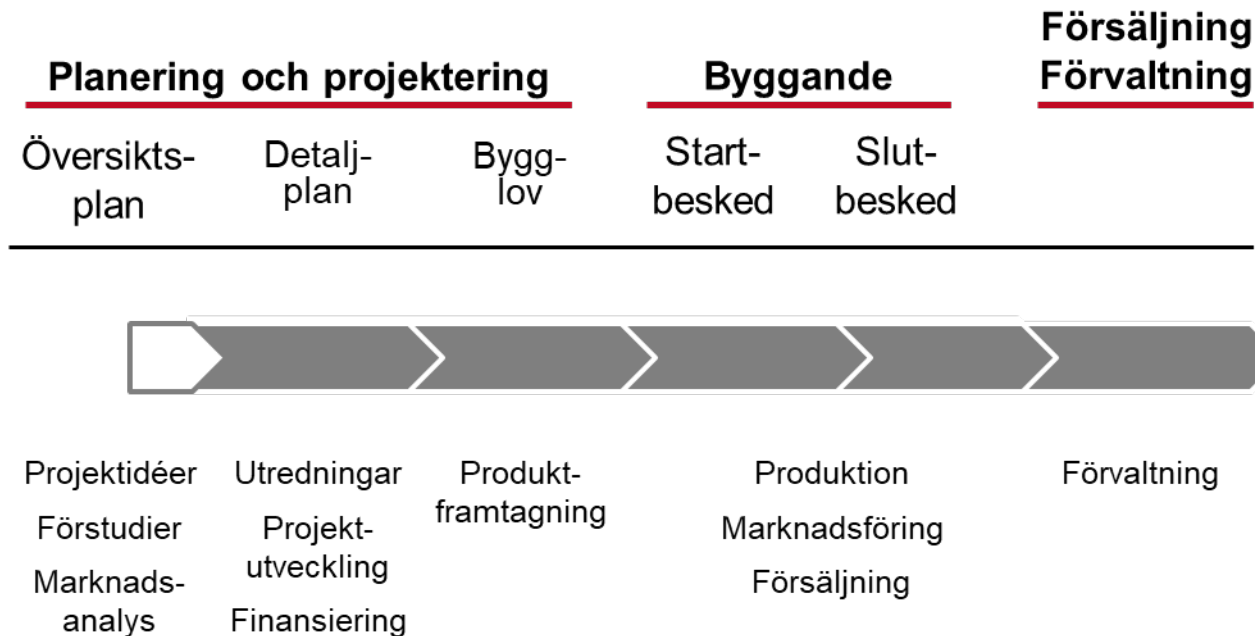 Planering och projektering
Byggande
Försäljning
Förvaltning
Översikts-
plan
Detalj-
plan
Bygg-
lov
Start-
besked
Slut-
besked
Projektidéer
Förstudier
Marknads-
analys
Utredningar
Projekt-
utveckling
Finansiering
Produkt-
framtagning
Produktion
Marknadsföring
Försäljning
Förvaltning